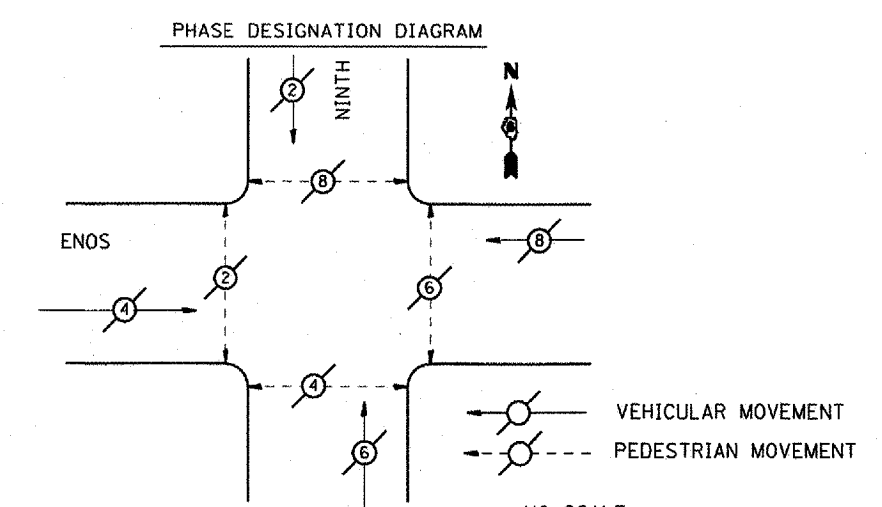 PHASE DESIGNATION DIAGRAM
2
NINTH
N
8
ENOS
8
2
6
4
4
6
VEHICULAR MOVEMENT
PEDESTRIAN MOVEMENT